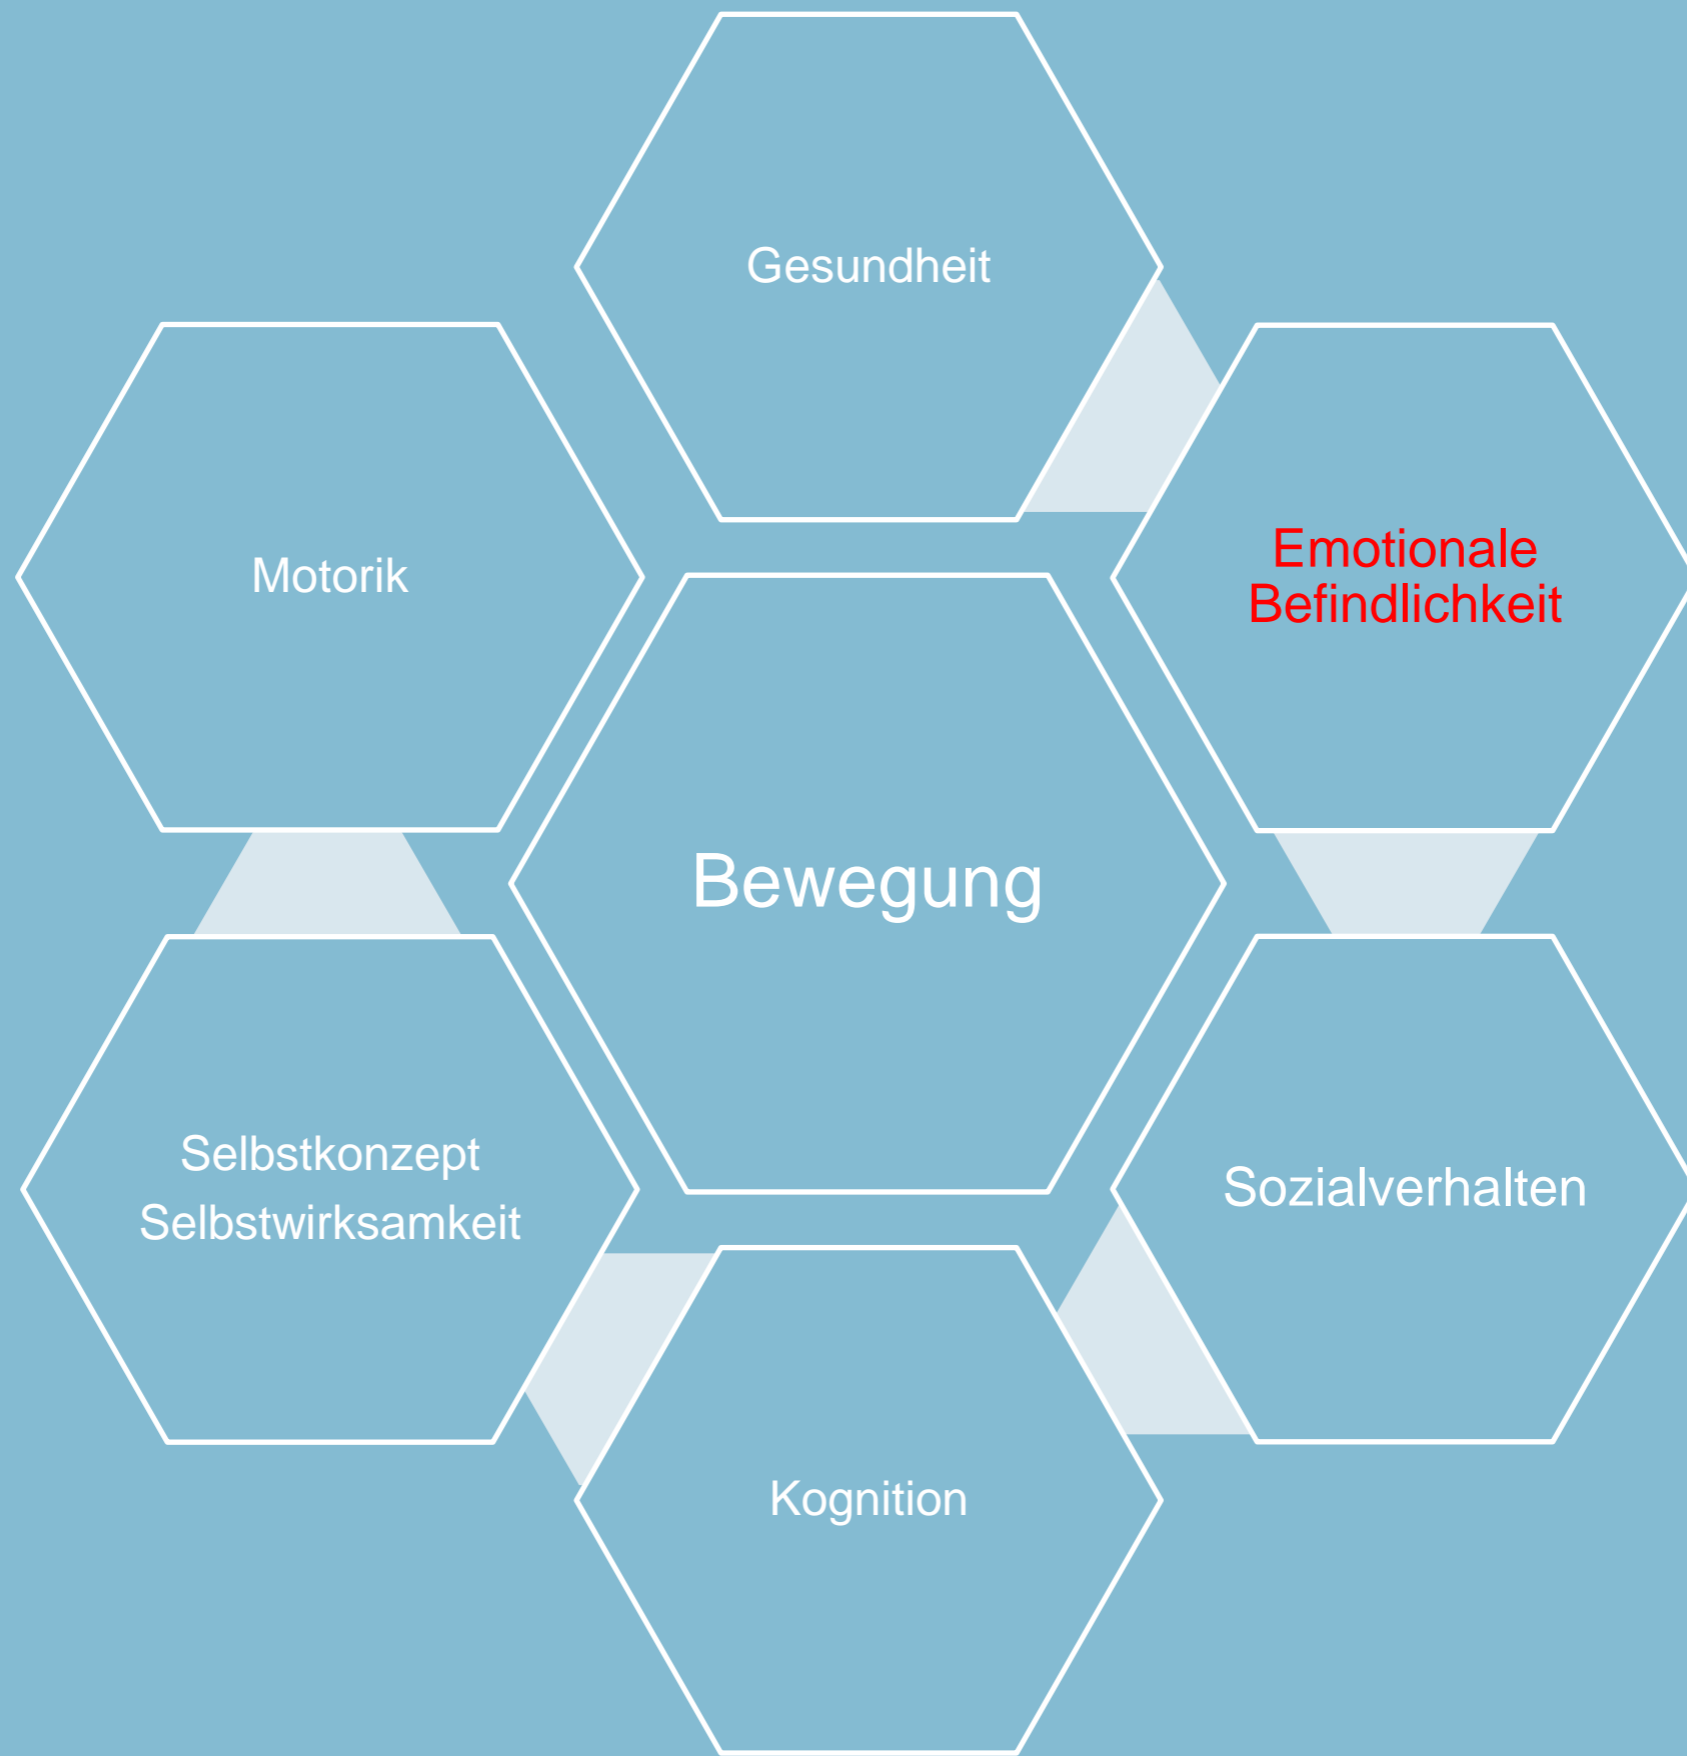 Gesundheit
Motorik
Emotionale
Befindlichkeit
Bewegung
Selbstkonzept
Selbstwirksamkeit
Sozialverhalten
Kognition